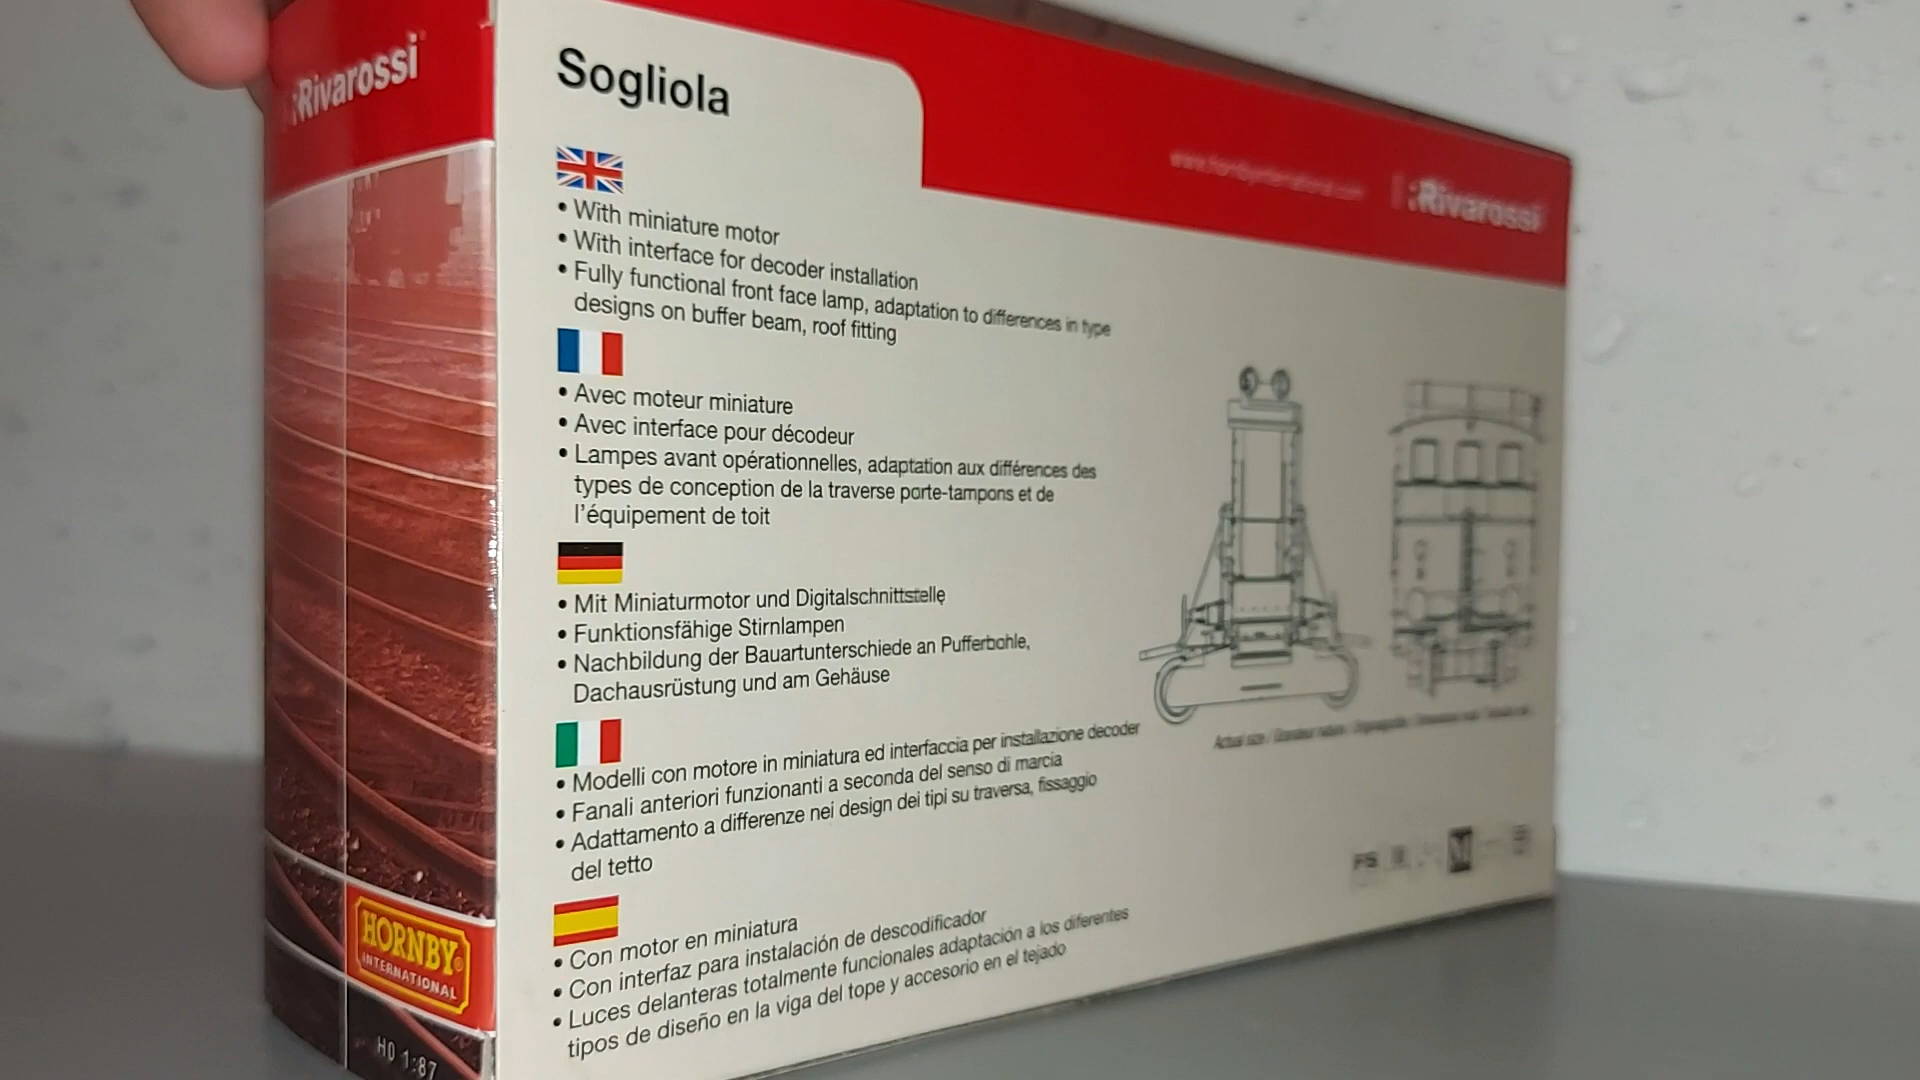 :Rivarossi
Sogliola
:Rivarossi
• With miniature motor
• With interface for decoder installation
• Fully functional front face lamp, adaptation to differences in type
designs on buffer beam, roof fitting
• Avec moteur miniature
• Avec interface pour décodeur
• Lampes avant opérationnelles, adaptation aux différences des
types de conception de la traverse porte-tampons et de
l'équipement de toit
• Mit Miniaturmotor und Digitalschnittstelle
• Funktionsfähige Stirnlampen
• Nachbildung der Bauartunterschiede an Pufferbohle,
Dachausrüstung und am Gehäuse
• Modelli con motore in miniatura ed interfaccia per installazione decoder
• Fanali anteriori funzionanti a seconda del senso di marcia
• Adattamento a differenze nei design dei tipi su traversa, fissaggio
del tetto
• Con motor en miniatura
• Con interfaz para instalación de descodificador
• Luces delanteras totalmente funcionales adaptación a los diferentes
tipos de diseño en la viga del tope y accesorio en el tejado
Actual size /
FS
HORNBY®
INTERNATIONAL
H0 1:87